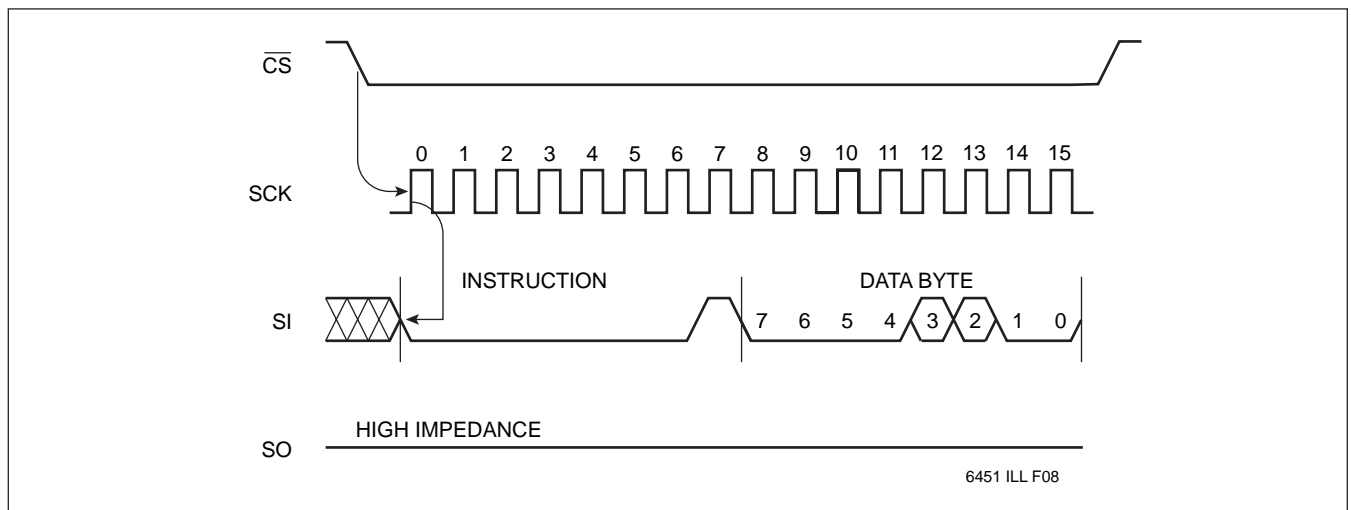 CS
0 1 2 3 4 5 6 7 8 9 10 11 12 13 14 15
SCK
INSTRUCTION DATA BYTE
SI 7 6 5 4 3 2 1 0
HIGH IMPEDANCE
SO
6451 ILL F08